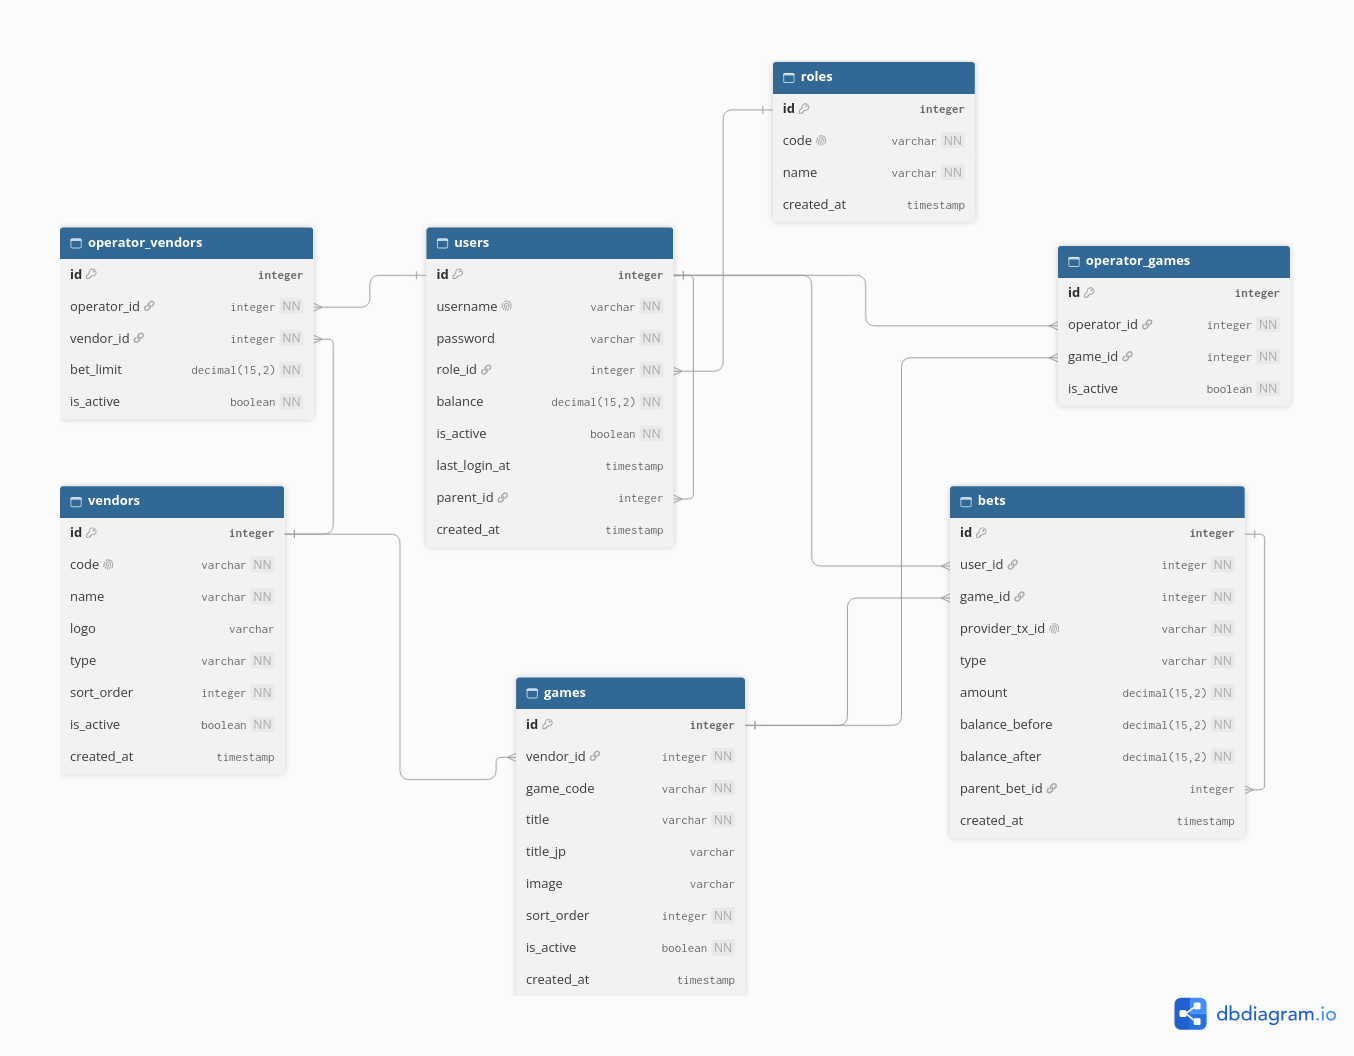 roles
id integer
code varchar NN
name varchar NN
created_at timestamp
operator_vendors
id integer
operator_id integer NN
vendor_id integer NN
bet_limit decimal(15,2) NN
is_active boolean NN
users
id integer
username varchar NN
password varchar NN
role_id integer NN
balance decimal(15,2) NN
is_active boolean NN
last_login_at timestamp
parent_id integer
created_at timestamp
operator_games
id integer
operator_id integer NN
game_id integer NN
is_active boolean NN
vendors
id integer
code varchar NN
name varchar NN
logo varchar
type varchar NN
sort_order integer NN
is_active boolean NN
created_at timestamp
bets
id integer
user_id integer NN
game_id integer NN
provider_tx_id varchar NN
type varchar NN
amount decimal(15,2) NN
balance_before decimal(15,2) NN
balance_after decimal(15,2) NN
parent_bet_id integer
created_at timestamp
games
id integer
vendor_id integer NN
game_code varchar NN
title varchar NN
title_jp varchar
image varchar
sort_order integer NN
is_active boolean NN
created_at timestamp
dbdiagram.io